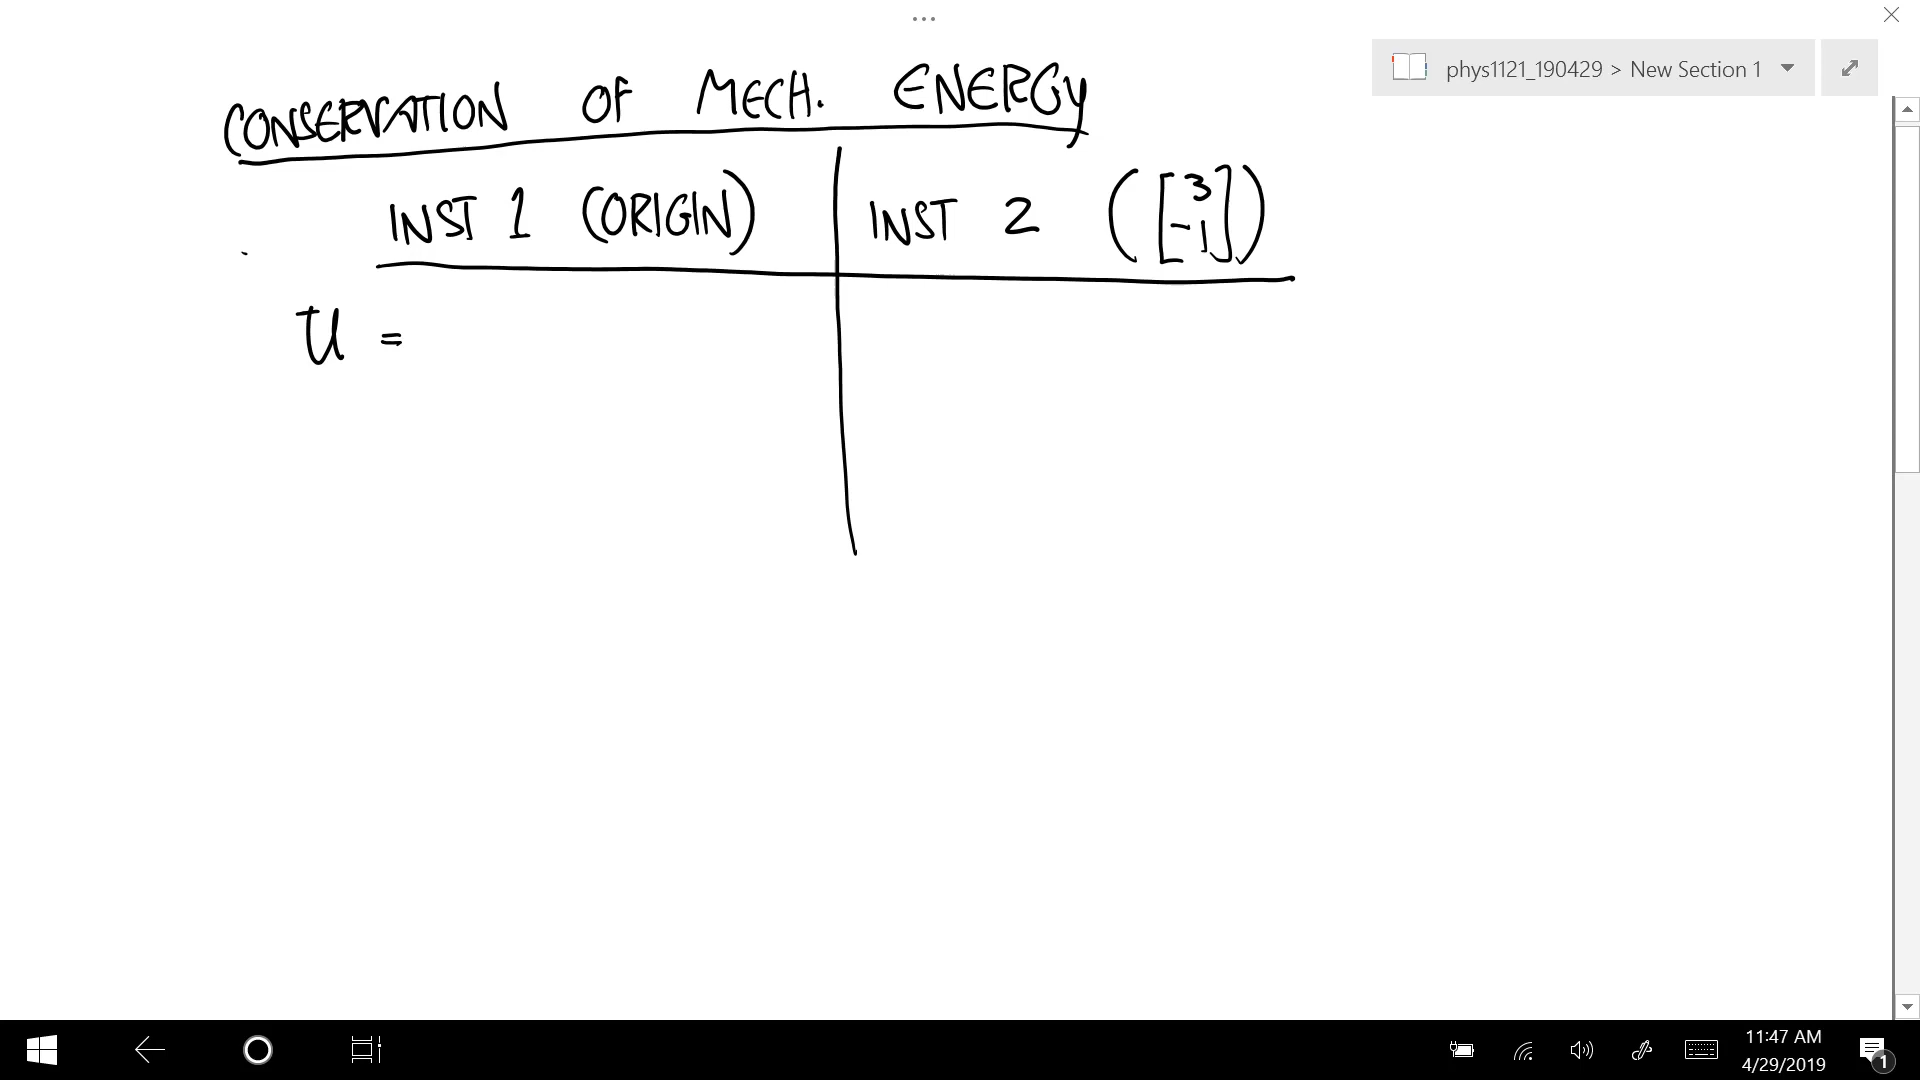 phys1121_190429 > New Section 1
CONSERVATION OF MECH. ENERGY
INST 1 (ORIGIN) INST 2 ([3
-1])
U =
11:47 AM
4/29/2019
1